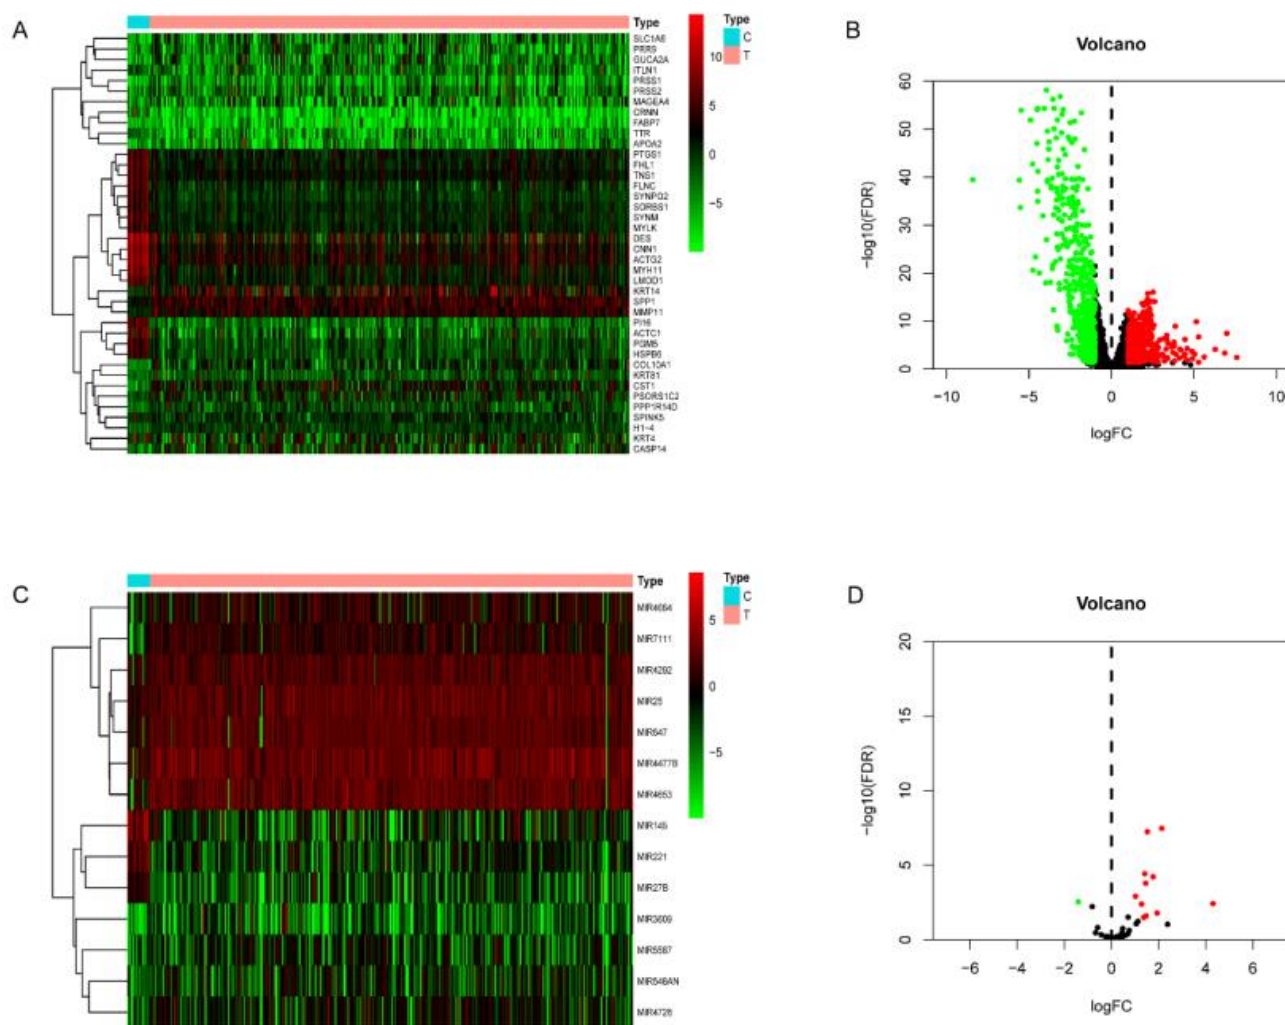 A
Type
SLC1A6
PRR9
GUCA2A
ITLN1
PRSS1
PRSS2
MAGEA4
CRNN
FABP7
TTR
APOA2
PTGS1
FHL1
TNS1
FLNC
SYNPO2
SORBS1
SYNM
MYLK
DES
CNN1
ACTG2
MYH11
LMOD1
KRT14
SPP1
MMP11
PI16
ACTC1
PGM5
HSPB6
COL10A1
KRT81
CST1
PSORS1C2
PPP1R14D
SPINK5
H1-4
KRT4
CASP14
10
5
0
−5
Type
C
T
B
Volcano
60
50
40
30
20
10
0
−log10(FDR)
−10 −5 0 5 10
logFC
C
Type
MIR7111
MIR4292
MIR25
MIR647
MIR4477B
MIR4653
MIR145
MIR221
MIR27B
MIR3609
MIR5587
MIR548AN
MIR4728
5
0
−5
Type
C
T
D
Volcano
20
15
10
5
0
−log10(FDR)
−6 −4 −2 0 2 4 6
logFC